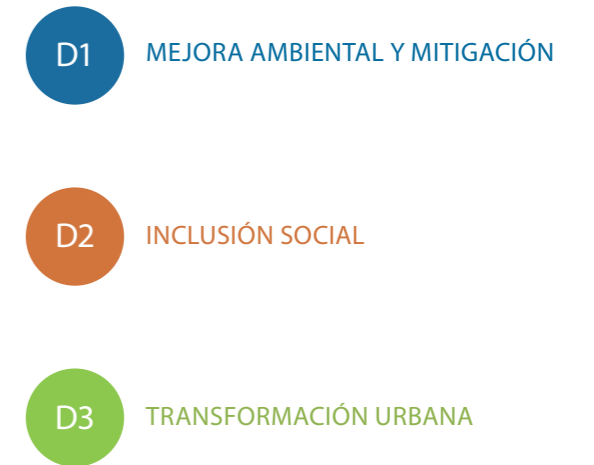 D1 MEJORA AMBIENTAL Y MITIGACIÓN
D2 INCLUSIÓN SOCIAL
D3 TRANSFORMACIÓN URBANA